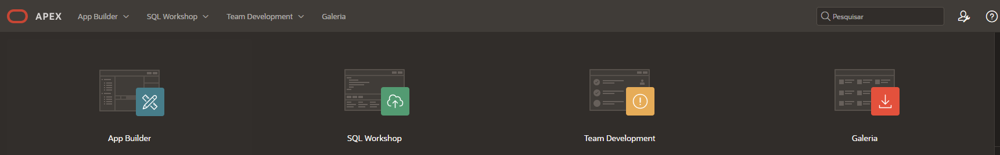 APEX App Builder SQL Workshop Team Development Galeria Pesquisar
App Builder SQL Workshop Team Development Galeria